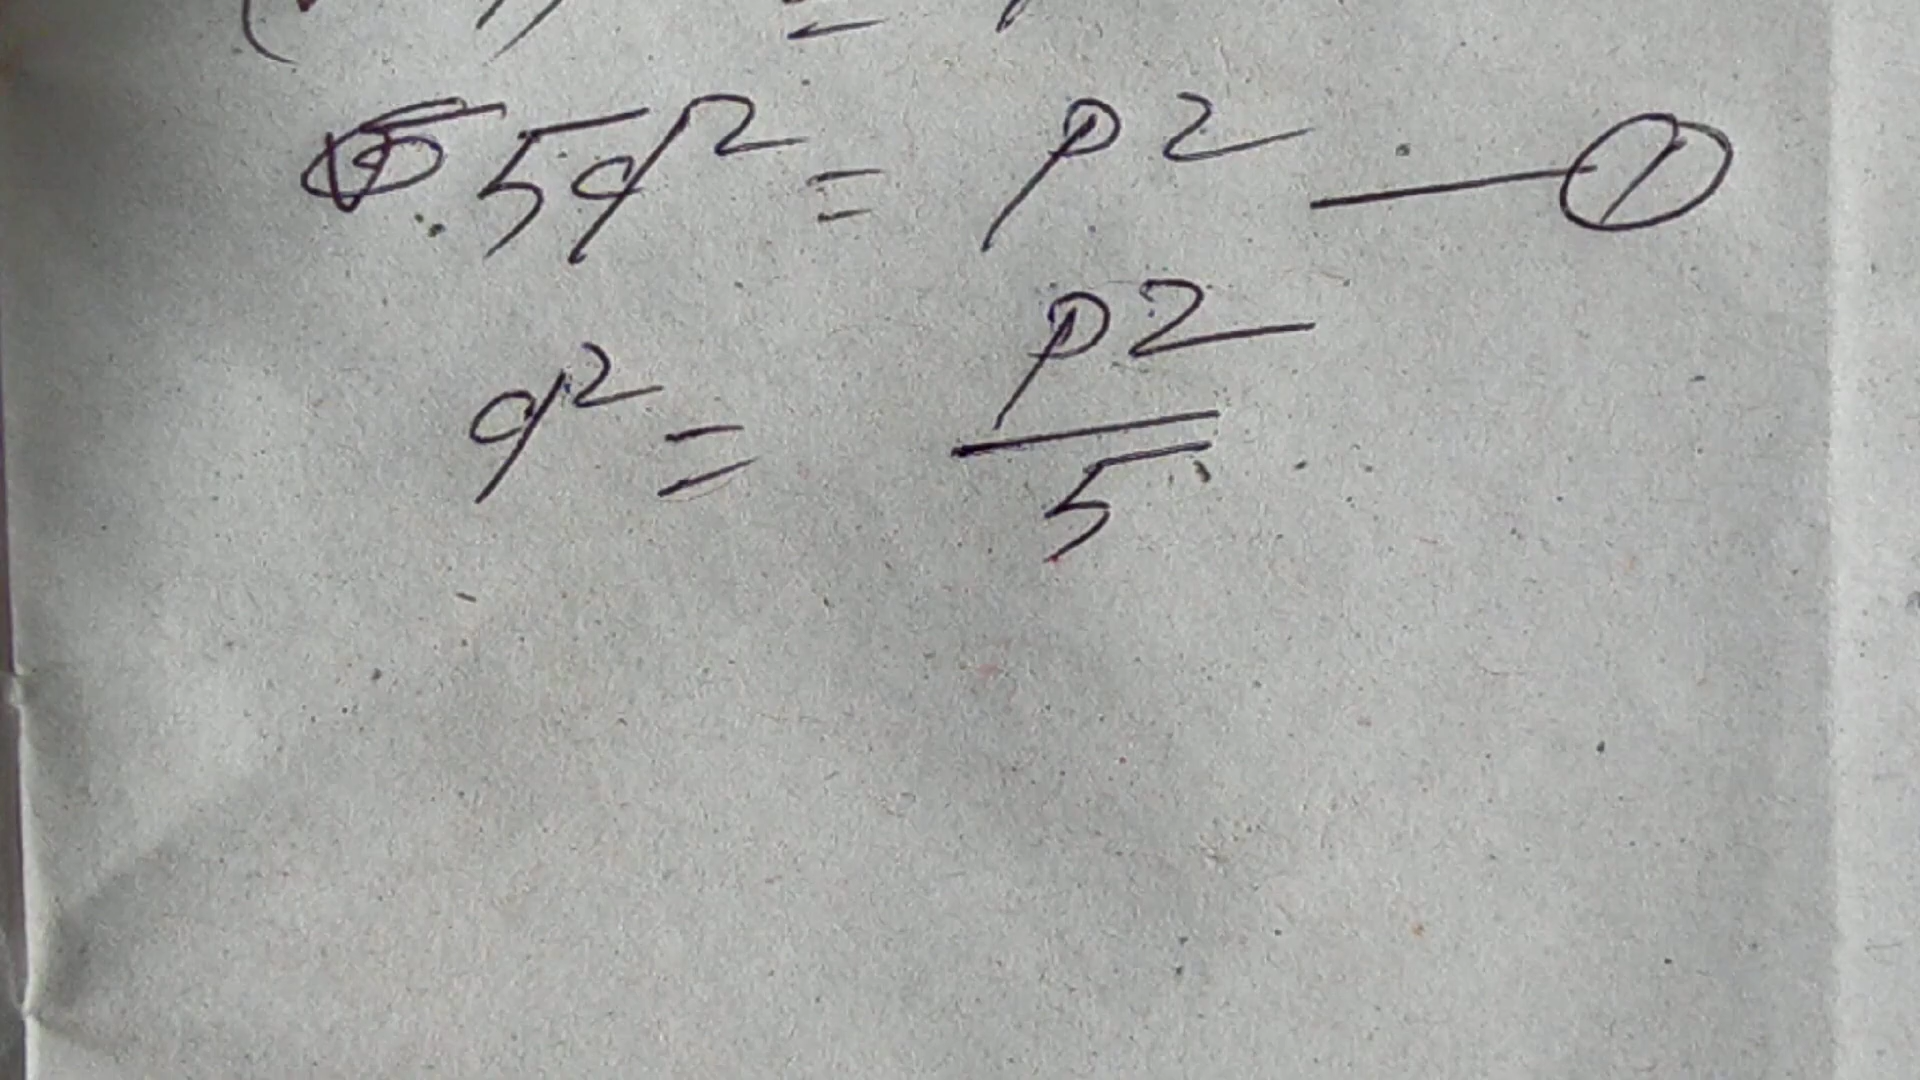 5q² = p² — ①
q² = p²/5